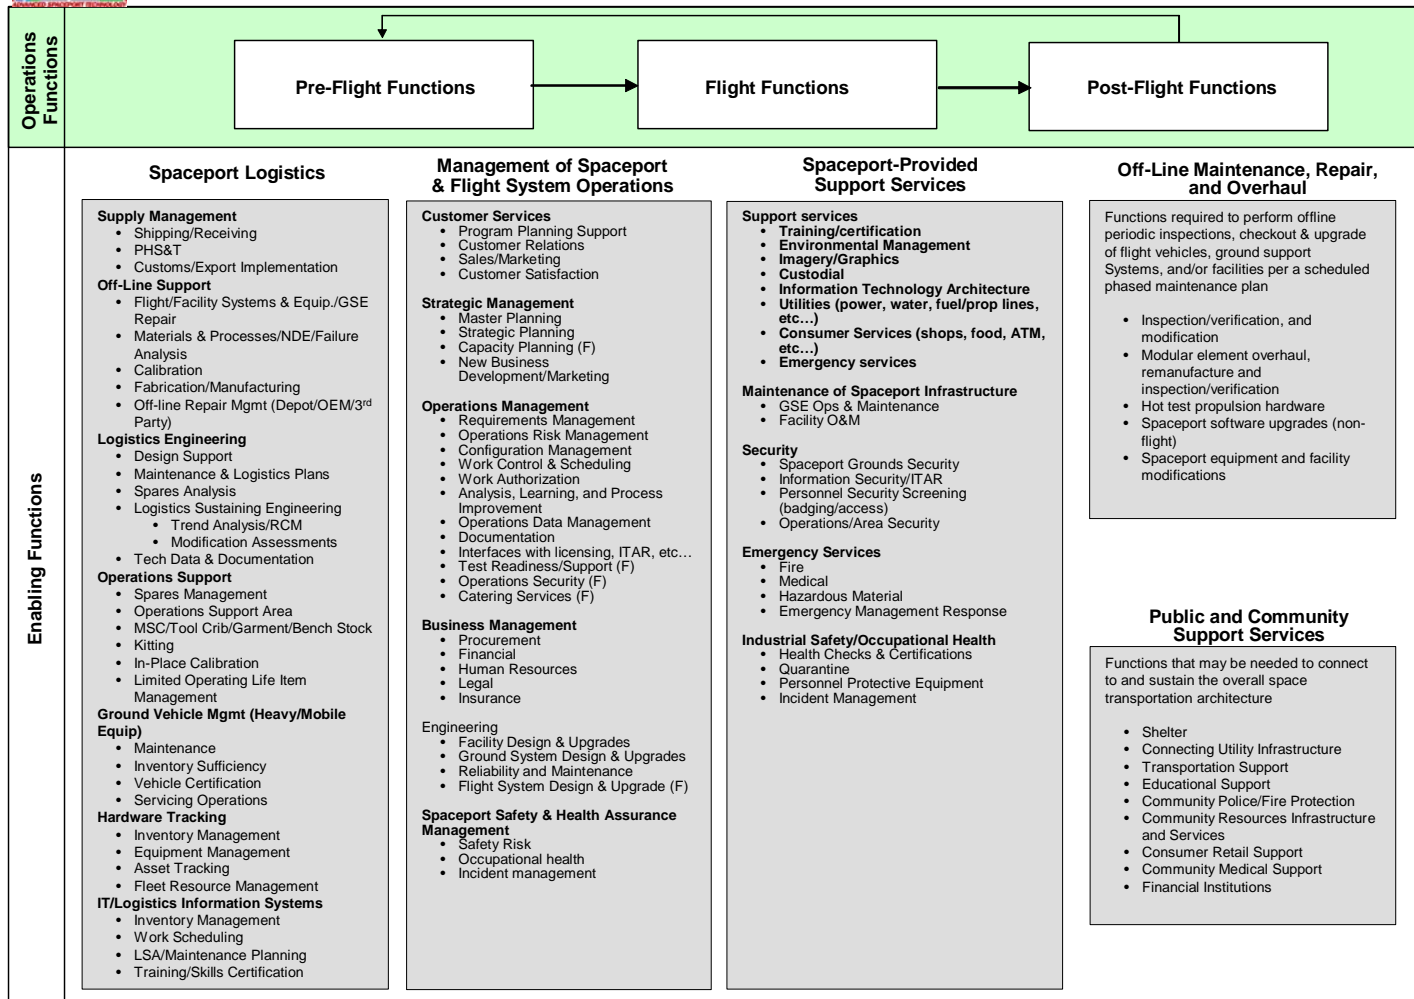 ADVANCED SPACEPORT TECHNOLOGY
Operations
Functions
Pre-Flight Functions
Flight Functions
Post-Flight Functions
Enabling Functions
Spaceport Logistics
Supply Management
• Shipping/Receiving
• PHS&T
• Customs/Export Implementation
Off-Line Support
• Flight/Facility Systems & Equip./GSE
Repair
• Materials & Processes/NDE/Failure
Analysis
• Calibration
• Fabrication/Manufacturing
• Off-line Repair Mgmt (Depot/OEM/3rd
Party)
Logistics Engineering
• Design Support
• Maintenance & Logistics Plans
• Spares Analysis
• Logistics Sustaining Engineering
• Trend Analysis/RCM
• Modification Assessments
• Tech Data & Documentation
Operations Support
• Spares Management
• Operations Support Area
• MSC/Tool Crib/Garment/Bench Stock
• Kitting
• In-Place Calibration
• Limited Operating Life Item
Management
Ground Vehicle Mgmt (Heavy/Mobile
Equip)
• Maintenance
• Inventory Sufficiency
• Vehicle Certification
• Servicing Operations
Hardware Tracking
• Inventory Management
• Equipment Management
• Asset Tracking
• Fleet Resource Management
IT/Logistics Information Systems
• Inventory Management
• Work Scheduling
• LSA/Maintenance Planning
• Training/Skills Certification
Management of Spaceport
& Flight System Operations
Customer Services
• Program Planning Support
• Customer Relations
• Sales/Marketing
• Customer Satisfaction
Strategic Management
• Master Planning
• Strategic Planning
• Capacity Planning (F)
• New Business
Development/Marketing
Operations Management
• Requirements Management
• Operations Risk Management
• Configuration Management
• Work Control & Scheduling
• Work Authorization
• Analysis, Learning, and Process
Improvement
• Operations Data Management
• Documentation
• Interfaces with licensing, ITAR, etc…
• Test Readiness/Support (F)
• Operations Security (F)
• Catering Services (F)
Business Management
• Procurement
• Financial
• Human Resources
• Legal
• Insurance
Engineering
• Facility Design & Upgrades
• Ground System Design & Upgrades
• Reliability and Maintenance
• Flight System Design & Upgrade (F)
Spaceport Safety & Health Assurance
Management
• Safety Risk
• Occupational health
• Incident management
Spaceport-Provided
Support Services
Support services
• Training/certification
• Environmental Management
• Imagery/Graphics
• Custodial
• Information Technology Architecture
• Utilities (power, water, fuel/prop lines,
etc…)
• Consumer Services (shops, food, ATM,
etc…)
• Emergency services
Maintenance of Spaceport Infrastructure
• GSE Ops & Maintenance
• Facility O&M
Security
• Spaceport Grounds Security
• Information Security/ITAR
• Personnel Security Screening
(badging/access)
• Operations/Area Security
Emergency Services
• Fire
• Medical
• Hazardous Material
• Emergency Management Response
Industrial Safety/Occupational Health
• Health Checks & Certifications
• Quarantine
• Personnel Protective Equipment
• Incident Management
Off-Line Maintenance, Repair,
and Overhaul
Functions required to perform offline
periodic inspections, checkout & upgrade
of flight vehicles, ground support
Systems, and/or facilities per a scheduled
phased maintenance plan
• Inspection/verification, and
modification
• Modular element overhaul,
remanufacture and
inspection/verification
• Hot test propulsion hardware
• Spaceport software upgrades (non-
flight)
• Spaceport equipment and facility
modifications
Public and Community
Support Services
Functions that may be needed to connect
to and sustain the overall space
transportation architecture
• Shelter
• Connecting Utility Infrastructure
• Transportation Support
• Educational Support
• Community Police/Fire Protection
• Community Resources Infrastructure
and Services
• Consumer Retail Support
• Community Medical Support
• Financial Institutions